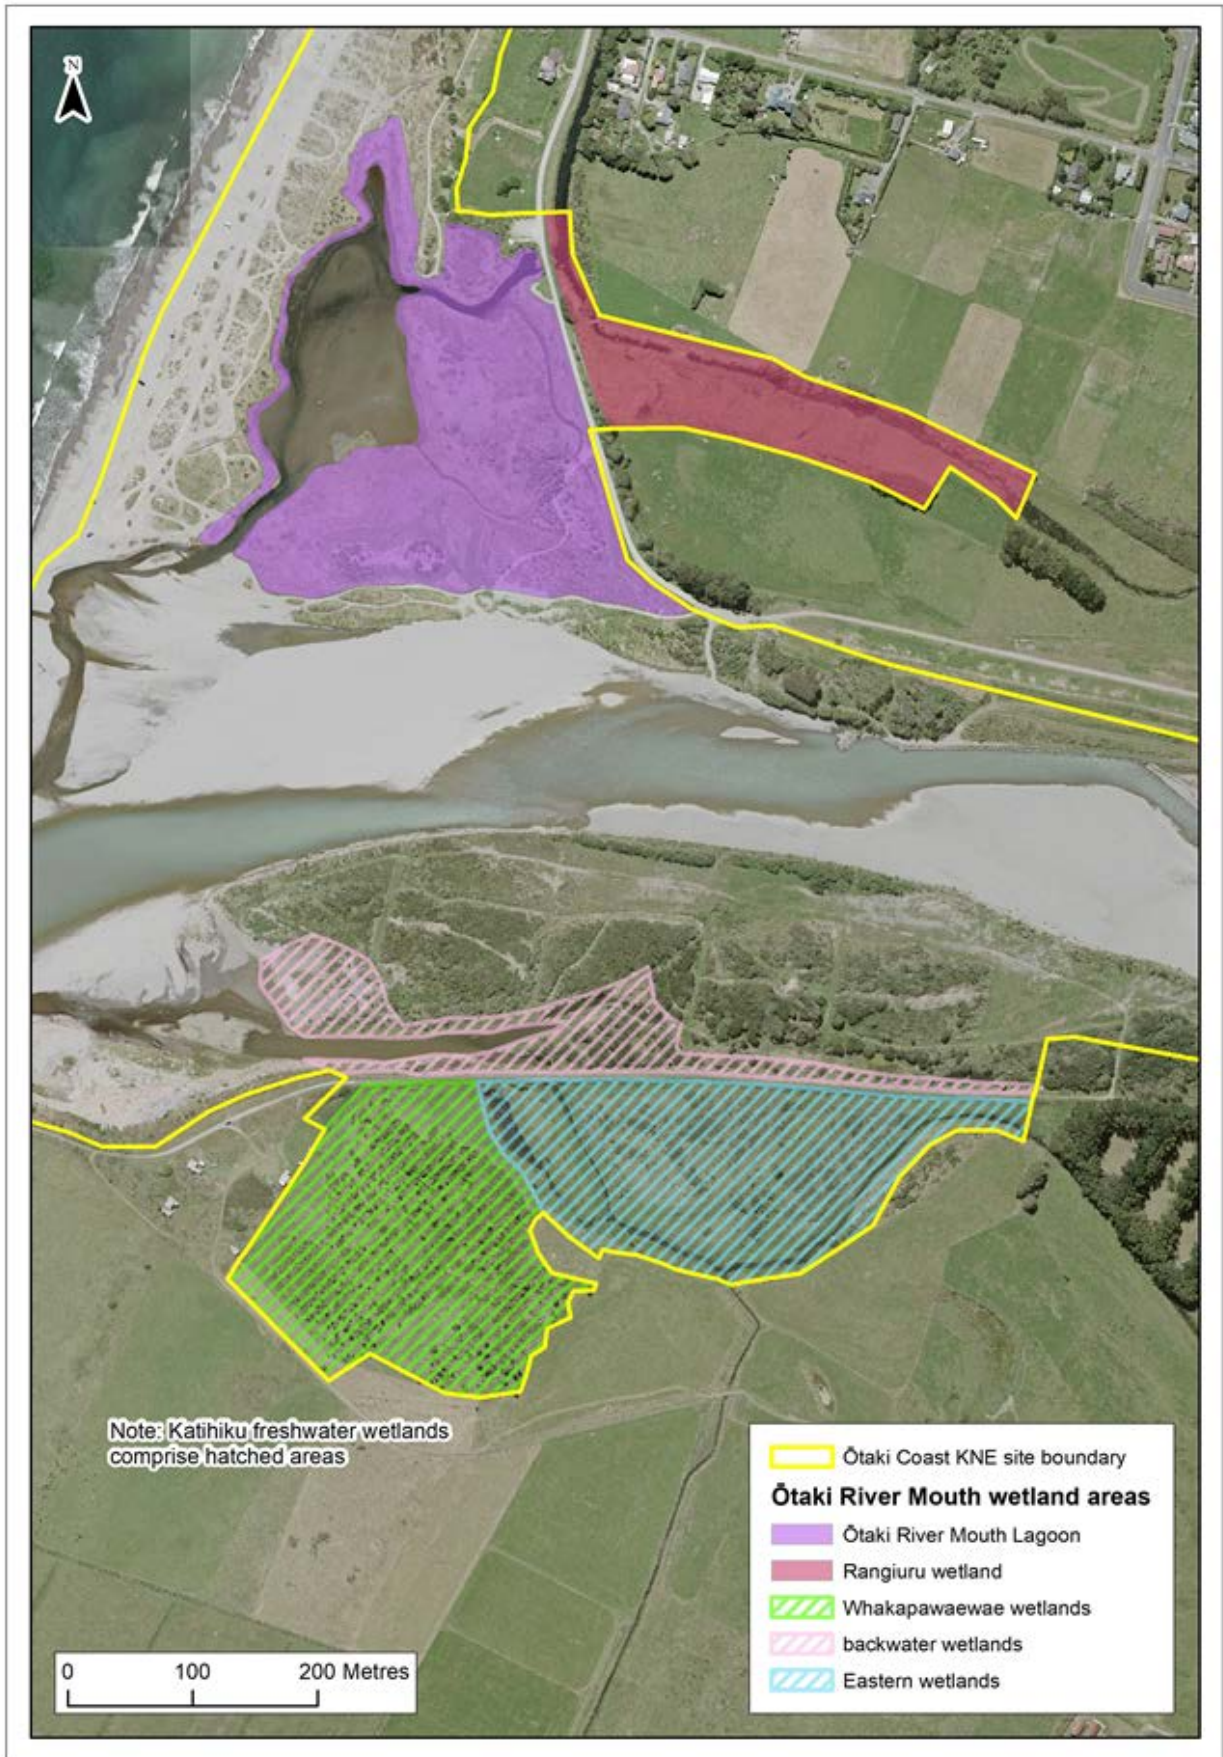 N
Note: Katihiku freshwater wetlands
comprise hatched areas
Ōtaki Coast KNE site boundary
Ōtaki River Mouth wetland areas
Ōtaki River Mouth Lagoon
Rangiuru wetland
Whakapawaewae wetlands
backwater wetlands
Eastern wetlands
0 100 200 Metres